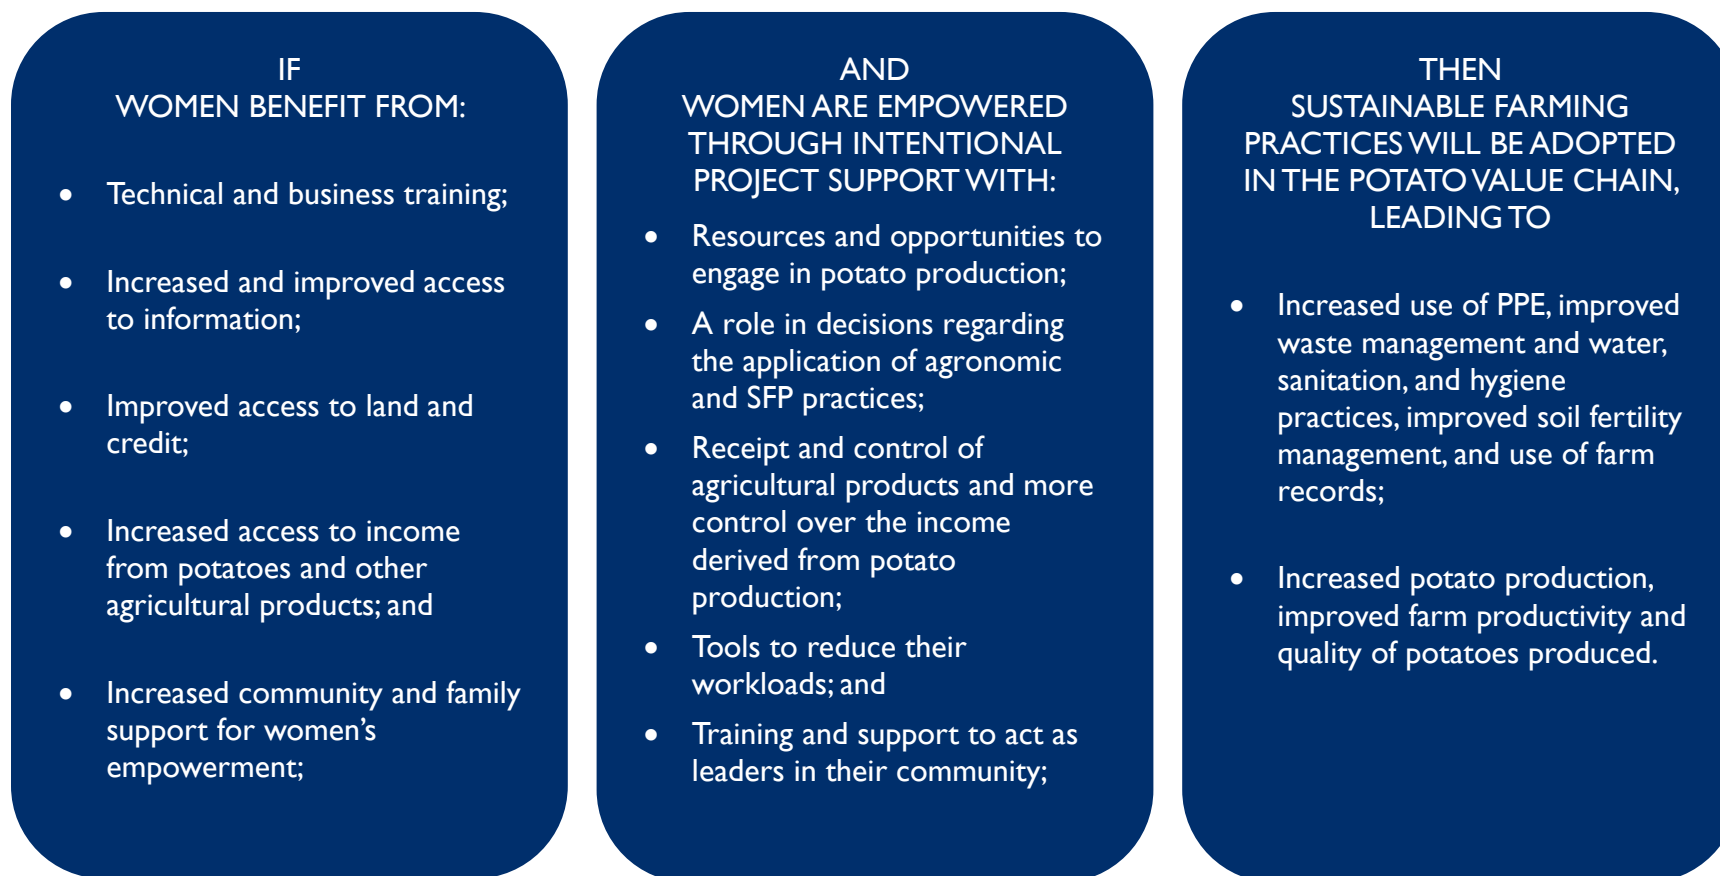 IF
WOMEN BENEFIT FROM:
• Technical and business training;
• Increased and improved access
to information;
• Improved access to land and
credit;
• Increased access to income
from potatoes and other
agricultural products; and
• Increased community and family
support for women’s
empowerment;
AND
WOMEN ARE EMPOWERED
THROUGH INTENTIONAL
PROJECT SUPPORT WITH:
• Resources and opportunities to
engage in potato production;
• A role in decisions regarding
the application of agronomic
and SFP practices;
• Receipt and control of
agricultural products and more
control over the income
derived from potato
production;
• Tools to reduce their
workloads; and
• Training and support to act as
leaders in their community;
THEN
SUSTAINABLE FARMING
PRACTICES WILL BE ADOPTED
IN THE POTATO VALUE CHAIN,
LEADING TO
• Increased use of PPE, improved
waste management and water,
sanitation, and hygiene
practices, improved soil fertility
management, and use of farm
records;
• Increased potato production,
improved farm productivity and
quality of potatoes produced.